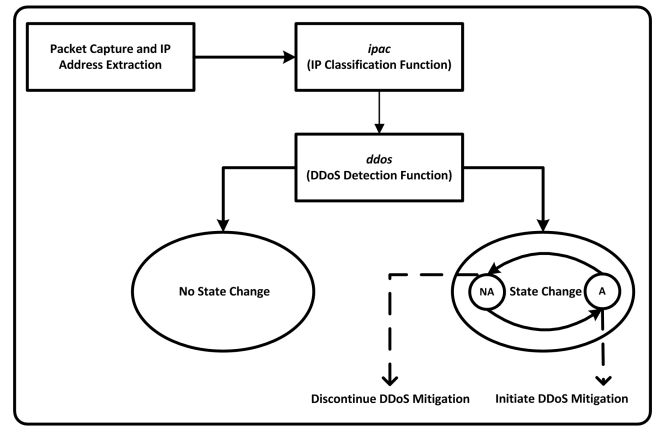 Packet Capture and IP
Address Extraction
ipac
(IP Classification Function)
ddos
(DDoS Detection Function)
No State Change
NA
State Change
A
Discontinue DDoS Mitigation
Initiate DDoS Mitigation